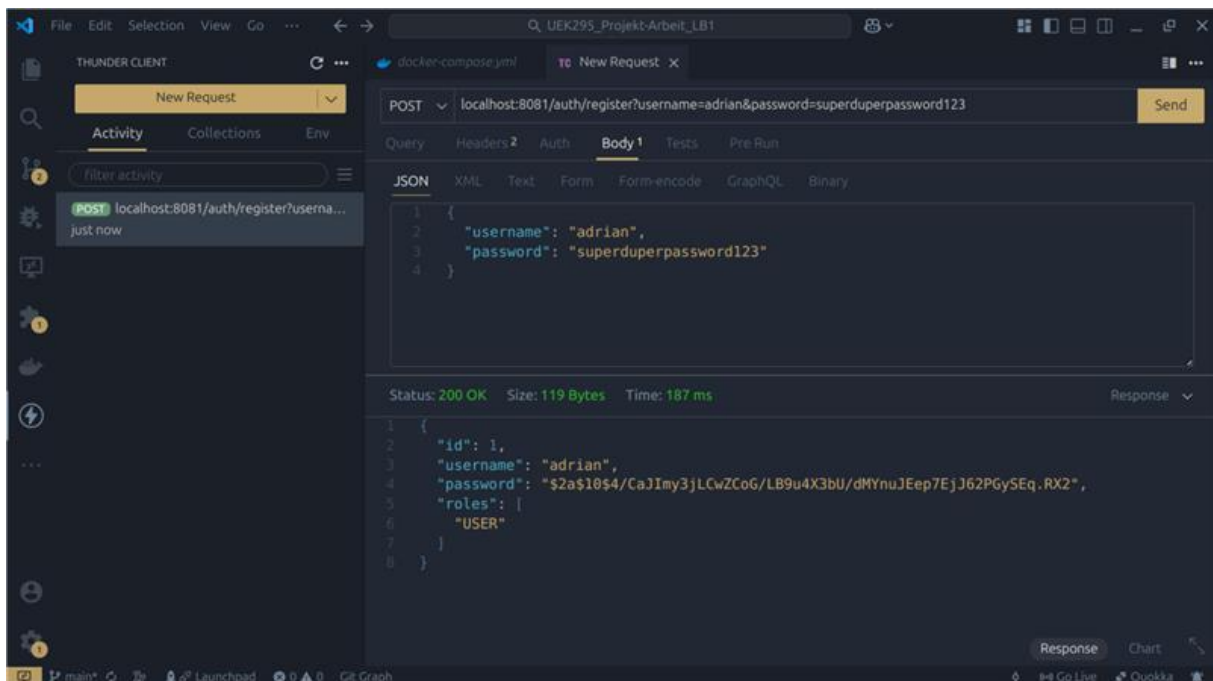 File Edit Selection View Go ...
UEK295_Projekt-Arbeit_LB1
THUNDER CLIENT
New Request
Activity Collections Env
filter activity
POST localhost:8081/auth/register?userna...
just now
docker-compose.yml TC New Request
POST localhost:8081/auth/register?username=adrian&password=superduperpassword123 Send
Query Headers 2 Auth Body 1 Tests Pre Run
JSON XML Text Form Form-encode GraphQL Binary
1 {
2 "username": "adrian",
3 "password": "superduperpassword123"
4 }
Status: 200 OK Size: 119 Bytes Time: 187 ms Response
1 {
2 "id": 1,
3 "username": "adrian",
4 "password": "$2a$10$4/CaJImy3jLCwZCoG/LB9u4X3bU/dMYnuJEep7EjJ62PGySEq.RX2",
5 "roles": [
6 "USER"
7 ]
8 }
2
1
1
Response Chart
main* Launchpad 0 0 Git Graph Go Live Quokka